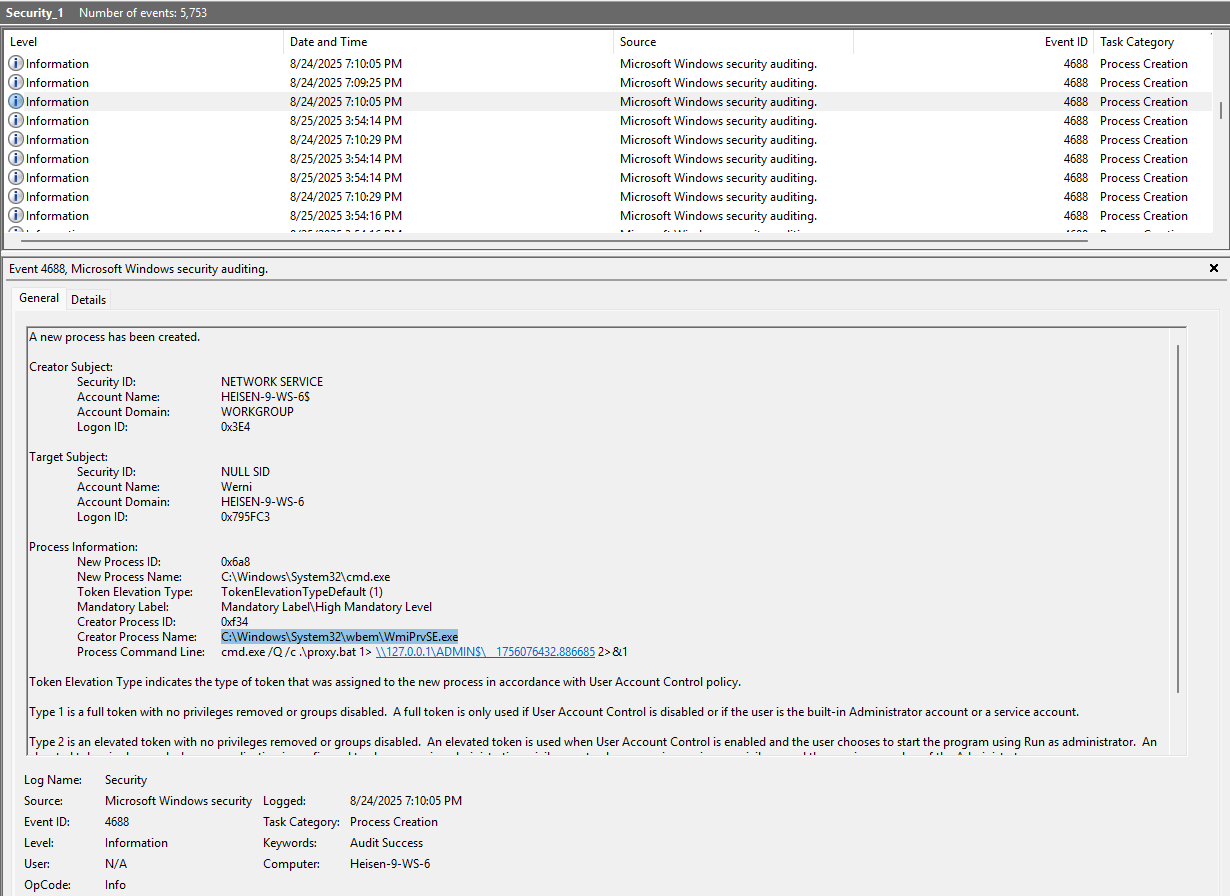 Security_1 Number of events: 5,753
Level Date and Time Source Event ID Task Category
Information 8/24/2025 7:10:05 PM Microsoft Windows security auditing. 4688 Process Creation
Information 8/24/2025 7:09:25 PM Microsoft Windows security auditing. 4688 Process Creation
Information 8/24/2025 7:10:05 PM Microsoft Windows security auditing. 4688 Process Creation
Information 8/25/2025 3:54:14 PM Microsoft Windows security auditing. 4688 Process Creation
Information 8/24/2025 7:10:29 PM Microsoft Windows security auditing. 4688 Process Creation
Information 8/25/2025 3:54:14 PM Microsoft Windows security auditing. 4688 Process Creation
Information 8/25/2025 3:54:14 PM Microsoft Windows security auditing. 4688 Process Creation
Information 8/24/2025 7:10:29 PM Microsoft Windows security auditing. 4688 Process Creation
Information 8/25/2025 3:54:16 PM Microsoft Windows security auditing. 4688 Process Creation
Event 4688, Microsoft Windows security auditing.
General Details
A new process has been created.
Creator Subject:
Security ID: NETWORK SERVICE
Account Name: HEISEN-9-WS-6$
Account Domain: WORKGROUP
Logon ID: 0x3E4
Target Subject:
Security ID: NULL SID
Account Name: Werni
Account Domain: HEISEN-9-WS-6
Logon ID: 0x795FC3
Process Information:
New Process ID: 0x6a8
New Process Name: C:\Windows\System32\cmd.exe
Token Elevation Type: TokenElevationTypeDefault (1)
Mandatory Label: Mandatory Label\High Mandatory Level
Creator Process ID: 0xf34
Creator Process Name: C:\Windows\System32\wbem\WmiPrvSE.exe
Process Command Line: cmd.exe /Q /c .\proxy.bat 1> \\127.0.0.1\ADMIN$\__1756076432.886685 2>&1
Token Elevation Type indicates the type of token that was assigned to the new process in accordance with User Account Control policy.
Type 1 is a full token with no privileges removed or groups disabled. A full token is only used if User Account Control is disabled or if the user is the built-in Administrator account or a service account.
Type 2 is an elevated token with no privileges removed or groups disabled. An elevated token is used when User Account Control is enabled and the user chooses to start the program using Run as administrator. An
Log Name: Security
Source: Microsoft Windows security Logged: 8/24/2025 7:10:05 PM
Event ID: 4688 Task Category: Process Creation
Level: Information Keywords: Audit Success
User: N/A Computer: Heisen-9-WS-6
OpCode: Info